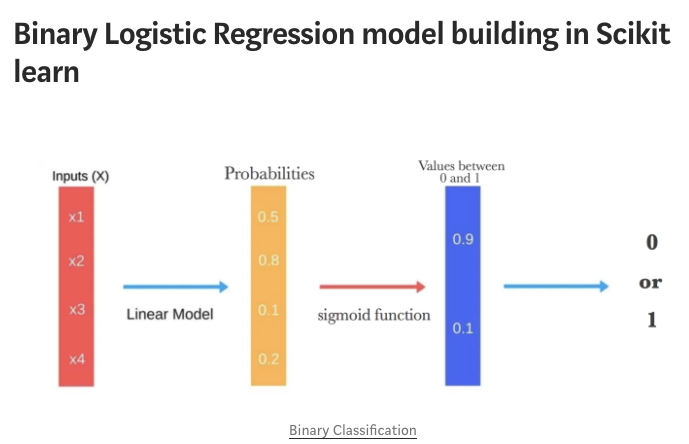 Binary Logistic Regression model building in Scikit
learn
Inputs (X)
Probabilities
Values between
0 and 1
x1
x2
x3
x4
Linear Model
0.5
0.8
0.1
0.2
sigmoid function
0.9
0.1
0
or
1
Binary Classification